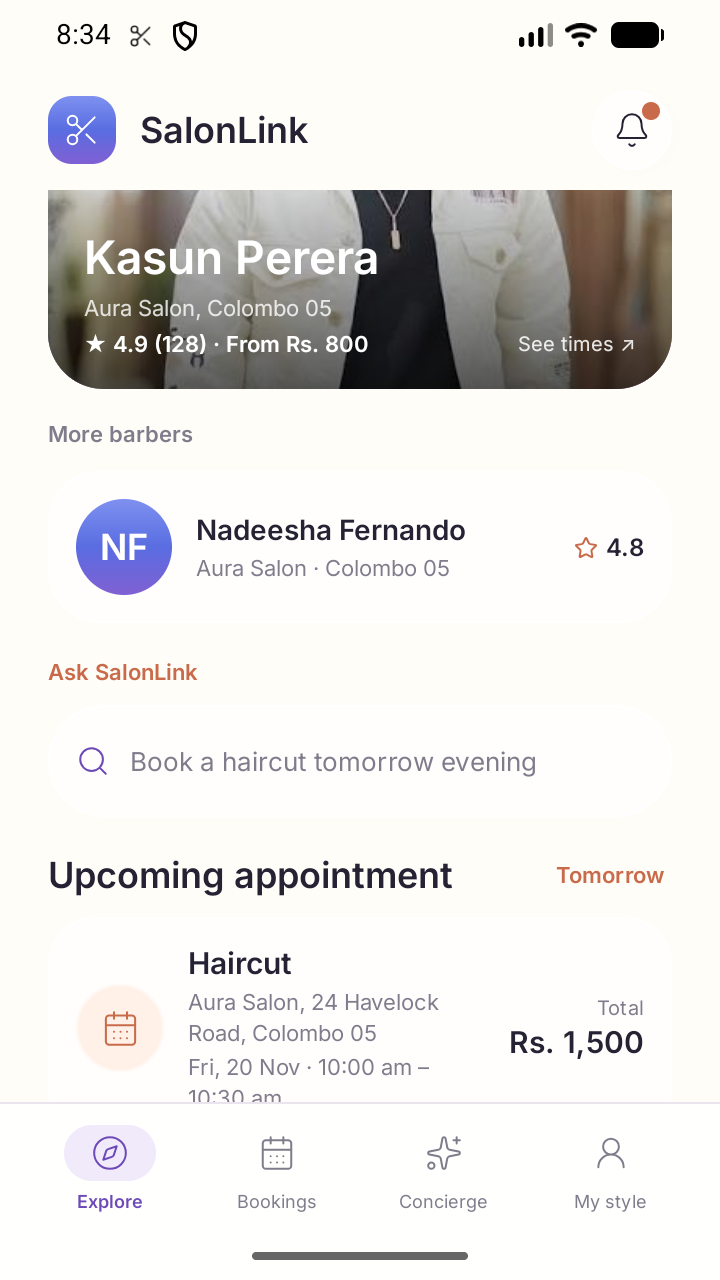 8:34
SalonLink
Kasun Perera
Aura Salon, Colombo 05
★ 4.9 (128) · From Rs. 800
See times ↗
More barbers
NF
Nadeesha Fernando
Aura Salon · Colombo 05
4.8
Ask SalonLink
Book a haircut tomorrow evening
Upcoming appointment
Tomorrow
Haircut
Aura Salon, 24 Havelock
Road, Colombo 05
Fri, 20 Nov · 10:00 am –
10:30 am
Total
Rs. 1,500
Explore
Bookings
Concierge
My style